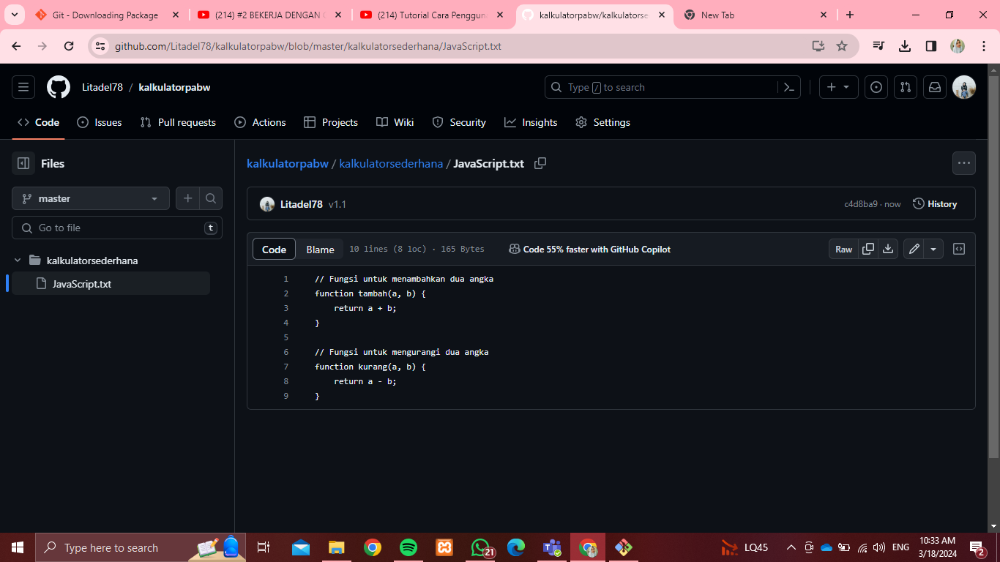 Git - Downloading Package
(214) #2 BEKERJA DENGAN
(214) Tutorial Cara Penggun
kalkulatorpabw/kalkulatorse
New Tab
github.com/Litadel78/kalkulatorpabw/blob/master/kalkulatorsederhana/JavaScript.txt
Litadel78 / kalkulatorpabw
Type / to search
Code
Issues
Pull requests
Actions
Projects
Wiki
Security
Insights
Settings
Files
master
Go to file
t
kalkulatorsederhana
JavaScript.txt
kalkulatorpabw / kalkulatorsederhana / JavaScript.txt
Litadel78 v1.1
c4d8ba9 · now
History
Code
Blame
10 lines (8 loc) · 165 Bytes
Code 55% faster with GitHub Copilot
Raw
1 // Fungsi untuk menambahkan dua angka
2 function tambah(a, b) {
3 return a + b;
4 }
5
6 // Fungsi untuk mengurangi dua angka
7 function kurang(a, b) {
8 return a - b;
9 }
Type here to search
21
LQ45
ENG
10:33 AM
3/18/2024
2